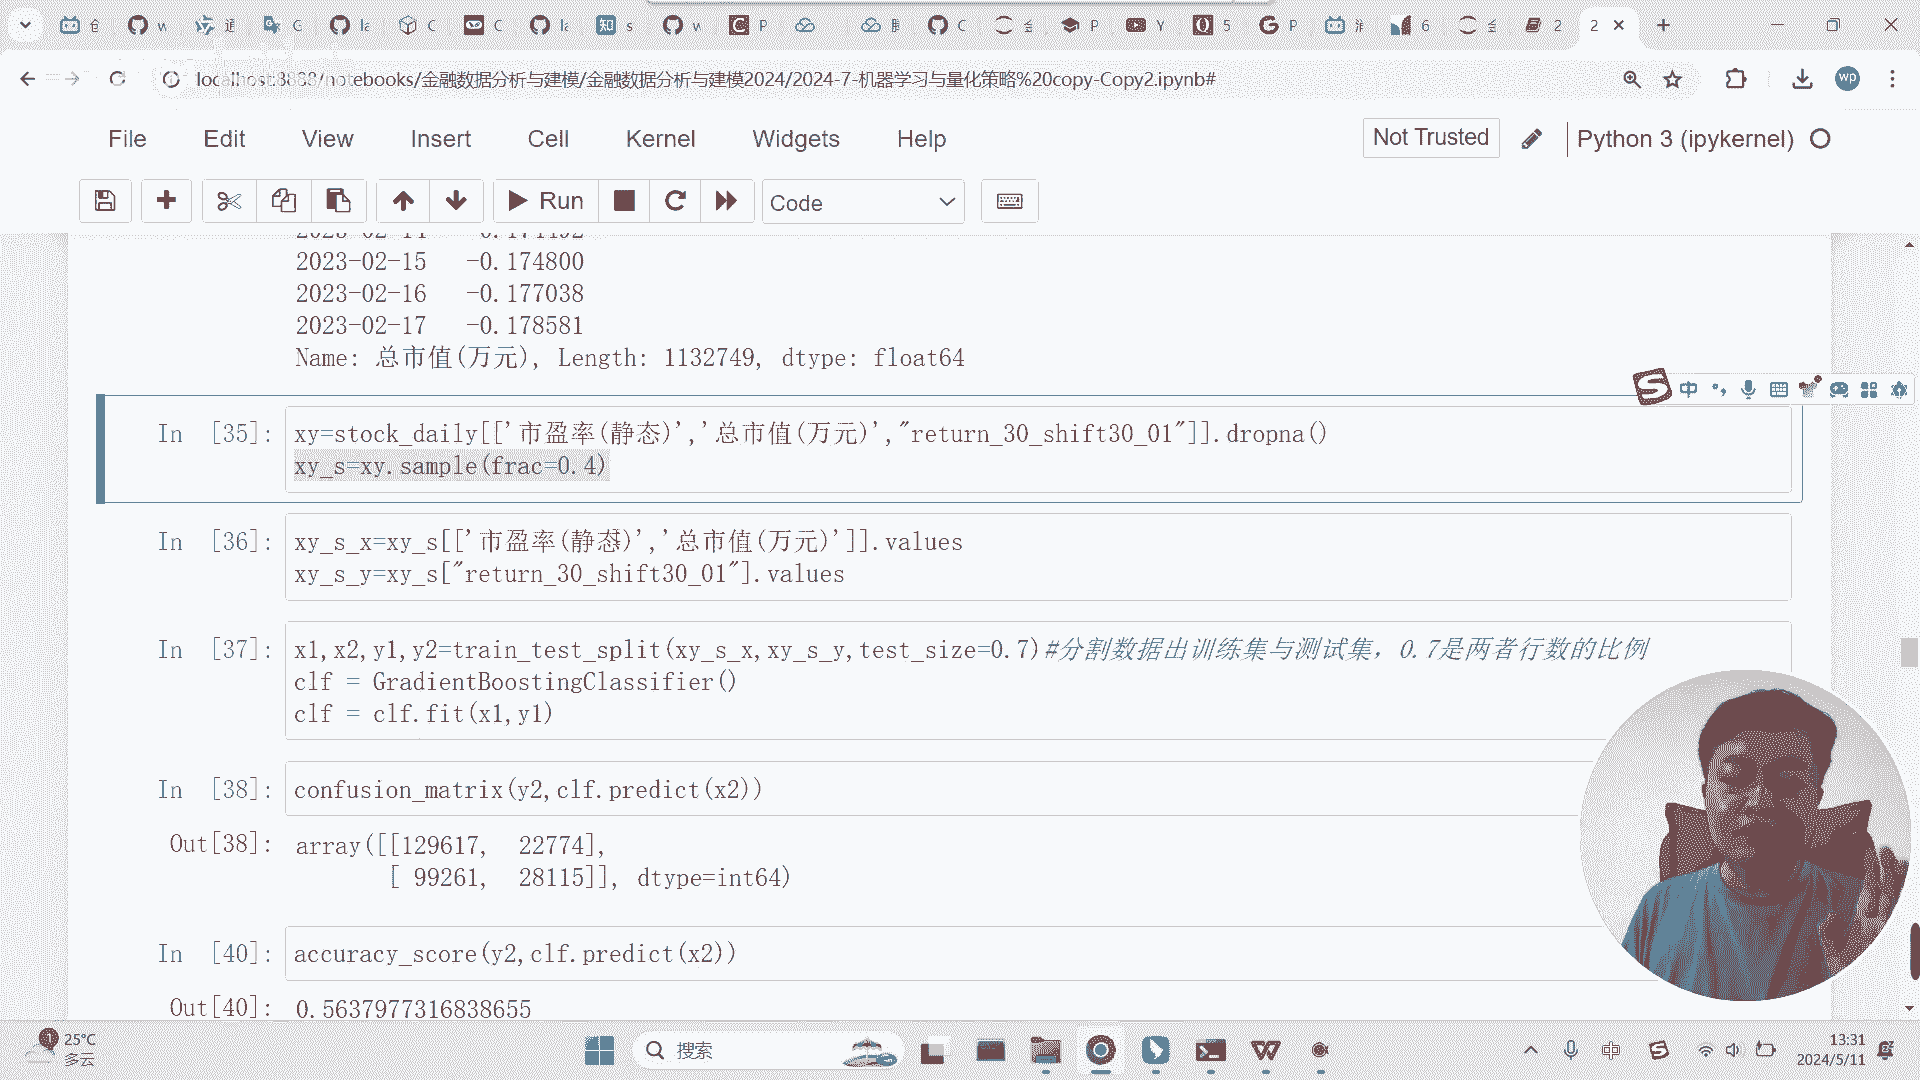 localhost:8888/notebooks/金融数据分析与建模/金融数据分析与建模2024/2024-7-机器学习与量化策略%20copy-Copy2.ipynb#
wp
File Edit View Insert Cell Kernel Widgets Help
Not Trusted
Python 3 (ipykernel)
Run
Code
2023-02-15 -0.174800
2023-02-16 -0.177038
2023-02-17 -0.178581
Name: 总市值(万元), Length: 1132749, dtype: float64
In [35]: xy=stock_daily[['市盈率(静态)','总市值(万元)',"return_30_shift30_01"]].dropna()
xy_s=xy.sample(frac=0.4)
In [36]: xy_s_x=xy_s[['市盈率(静态)','总市值(万元)']].values
xy_s_y=xy_s["return_30_shift30_01"].values
In [37]: x1,x2,y1,y2=train_test_split(xy_s_x,xy_s_y,test_size=0.7)#分割数据出训练集与测试集，0.7是两者行数的比例
clf = GradientBoostingClassifier()
clf = clf.fit(x1,y1)
In [38]: confusion_matrix(y2,clf.predict(x2))
Out[38]: array([[129617, 22774],
[ 99261, 28115]], dtype=int64)
In [40]: accuracy_score(y2,clf.predict(x2))
Out[40]: 0.5637977316838655
25°C
多云
搜索
中
13:31
2024/5/11